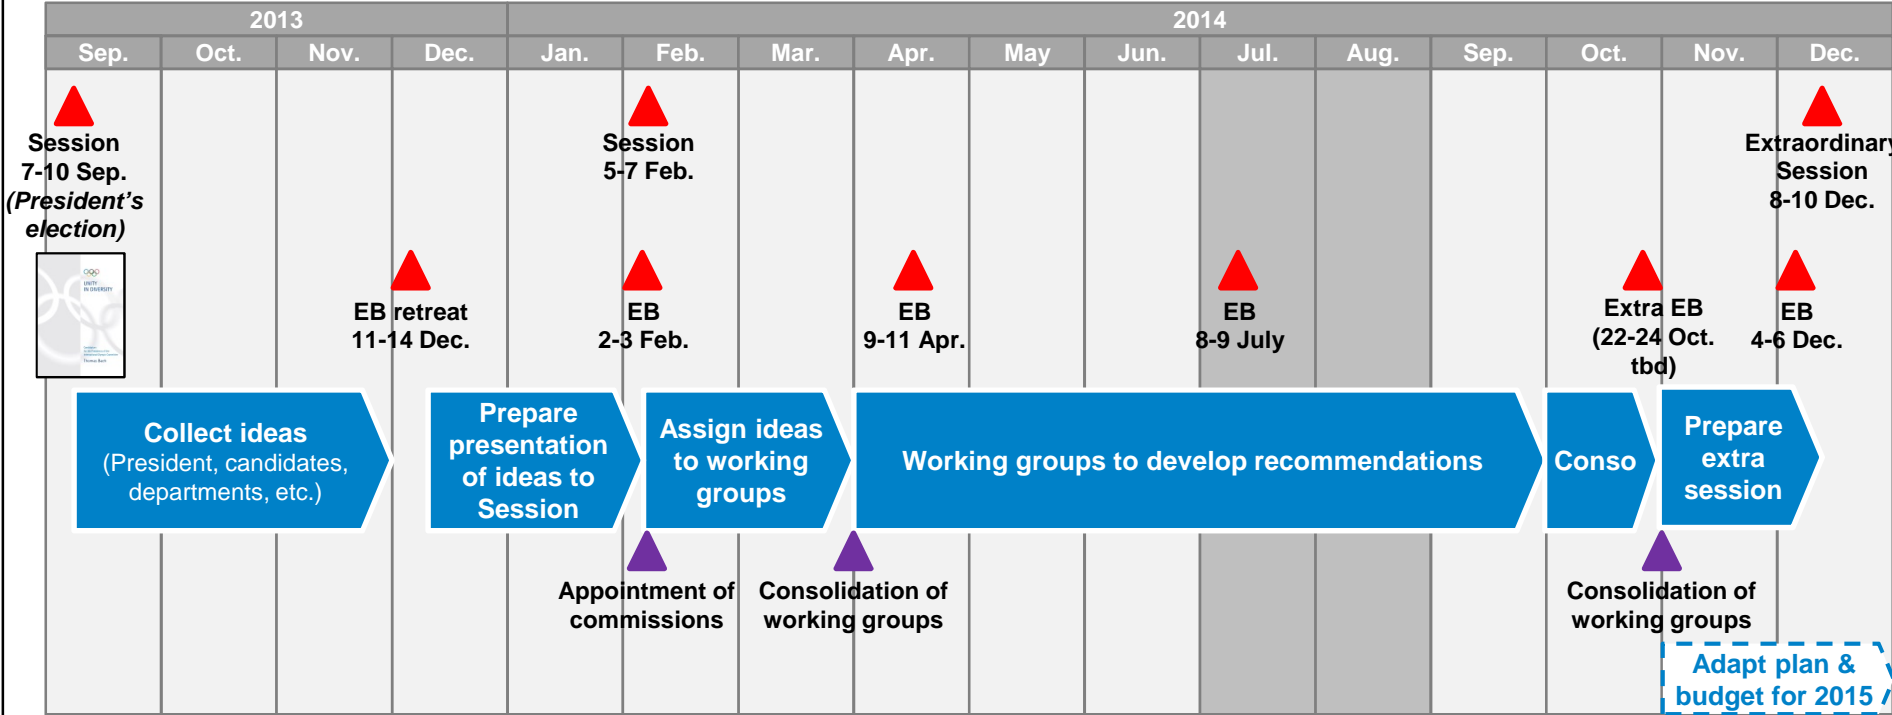 2013
2014
Sep.
Oct.
Nov.
Dec.
Jan.
Feb.
Mar.
Apr.
May
Jun.
Jul.
Aug.
Sep.
Oct.
Nov.
Dec.
Session
7-10 Sep.
(President's
election)
Session
5-7 Feb.
Extraordinary
Session
8-10 Dec.
UNITY
IN DIVERSITY
Thomas Bach
EB retreat
11-14 Dec.
EB
2-3 Feb.
EB
9-11 Apr.
EB
8-9 July
Extra EB
(22-24 Oct.
tbd)
EB
4-6 Dec.
Collect ideas
(President, candidates,
departments, etc.)
Prepare
presentation
of ideas to
Session
Assign ideas
to working
groups
Working groups to develop recommendations
Conso
Prepare
extra
session
Appointment of
commissions
Consolidation of
working groups
Consolidation of
working groups
Adapt plan &
budget for 2015